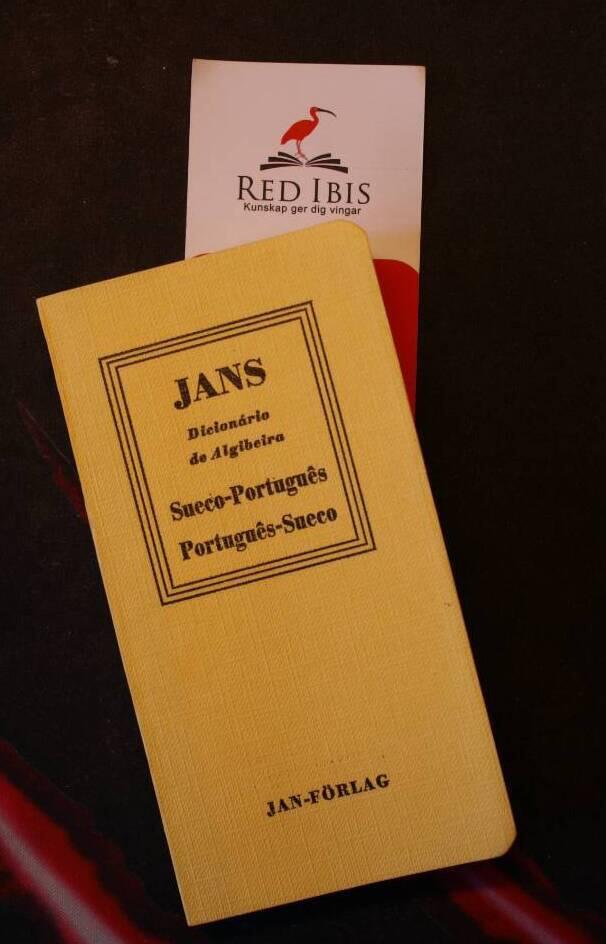 RED IBIS
Kunskap ger dig vingar
JANS
Dicionário
de Algibeira
Sueco-Português
Português-Sueco
JAN-FÖRLAG